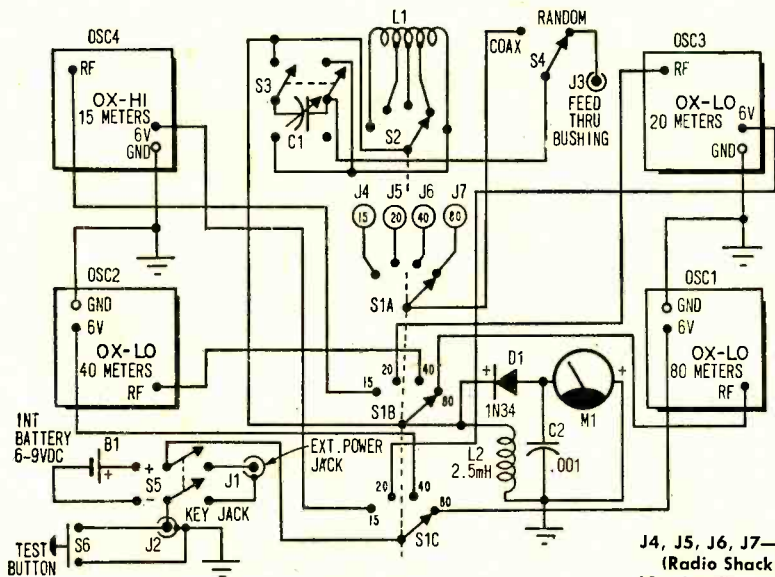 OSC4
RF
OX-HI
15 METERS
6V
GND
L1
S3
C1
S2
COAX
RANDOM
S4
J3
FEED
THRU
BUSHING
OSC3
RF
OX-LO
20 METERS
6V
GND
J4
J5
J6
J7
15
20
40
80
S1A
OSC2
GND
6V
OX-LO
40 METERS
RF
OSC1
GND
6V
OX-LO
80 METERS
RF
15
20
40
80
S1B
D1
1N34
+
+
M1
L2
2.5mH
C2
.001
INT
BATTERY
6-9VDC
B1
+
+
-
S5
J1
EXT. POWER
JACK
KEY JACK
J2
S6
TEST
BUTTON
15
20
40
80
S1C
J4, J5, J6, J7—
(Radio Shack